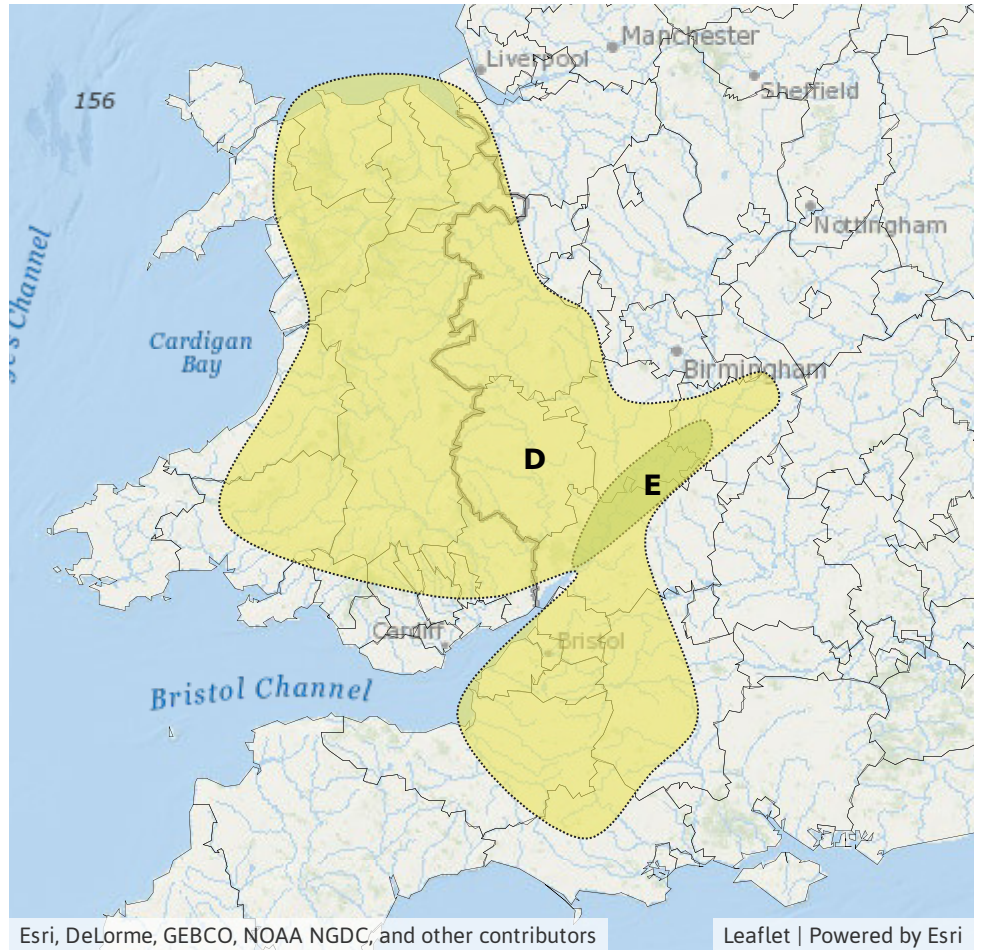 Manchester
Liverpool
Sheffield
156
Nottingham
Cardigan
Bay
Birmingham
D
E
Cardiff
Bristol
Bristol Channel
Channel
Esri, DeLorme, GEBCO, NOAA NGDC, and other contributors
Leaflet | Powered by Esri